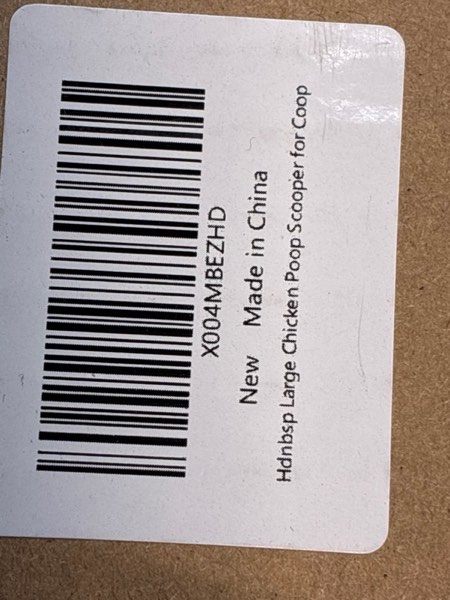 X004MBEZHD
New Made in China
Hdnbsp Large Chicken Poop Scooper for Coop